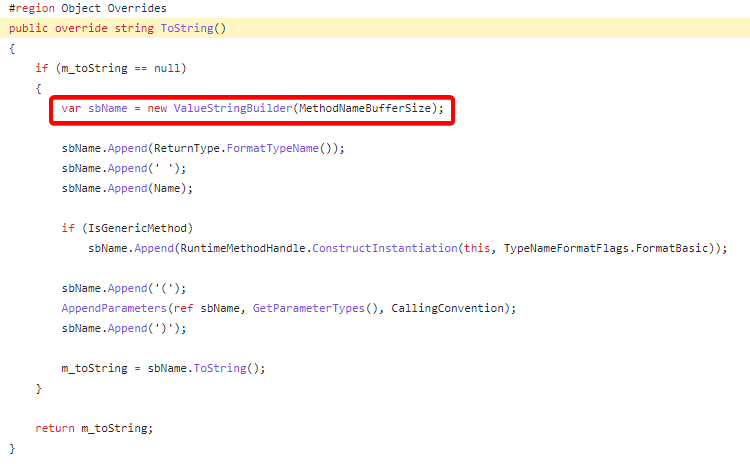 #region Object Overrides
public override string ToString()
{
    if (m_toString == null)
    {
        var sbName = new ValueStringBuilder(MethodNameBufferSize);

        sbName.Append(ReturnType.FormatTypeName());
        sbName.Append(' ');
        sbName.Append(Name);

        if (IsGenericMethod)
            sbName.Append(RuntimeMethodHandle.ConstructInstantiation(this, TypeNameFormatFlags.FormatBasic));

        sbName.Append('(');
        AppendParameters(ref sbName, GetParameterTypes(), CallingConvention);
        sbName.Append(')');

        m_toString = sbName.ToString();
    }

    return m_toString;
}